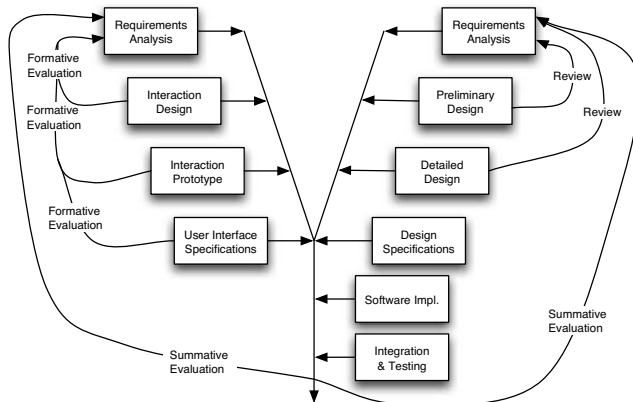 Requirements
Analysis
Requirements
Analysis
Formative
Evaluation
Review
Interaction
Design
Preliminary
Design
Formative
Evaluation
Review
Interaction
Prototype
Detailed
Design
Formative
Evaluation
User Interface
Specifications
Design
Specifications
Software Impl.
Summative
Evaluation
Integration
& Testing
Summative
Evaluation